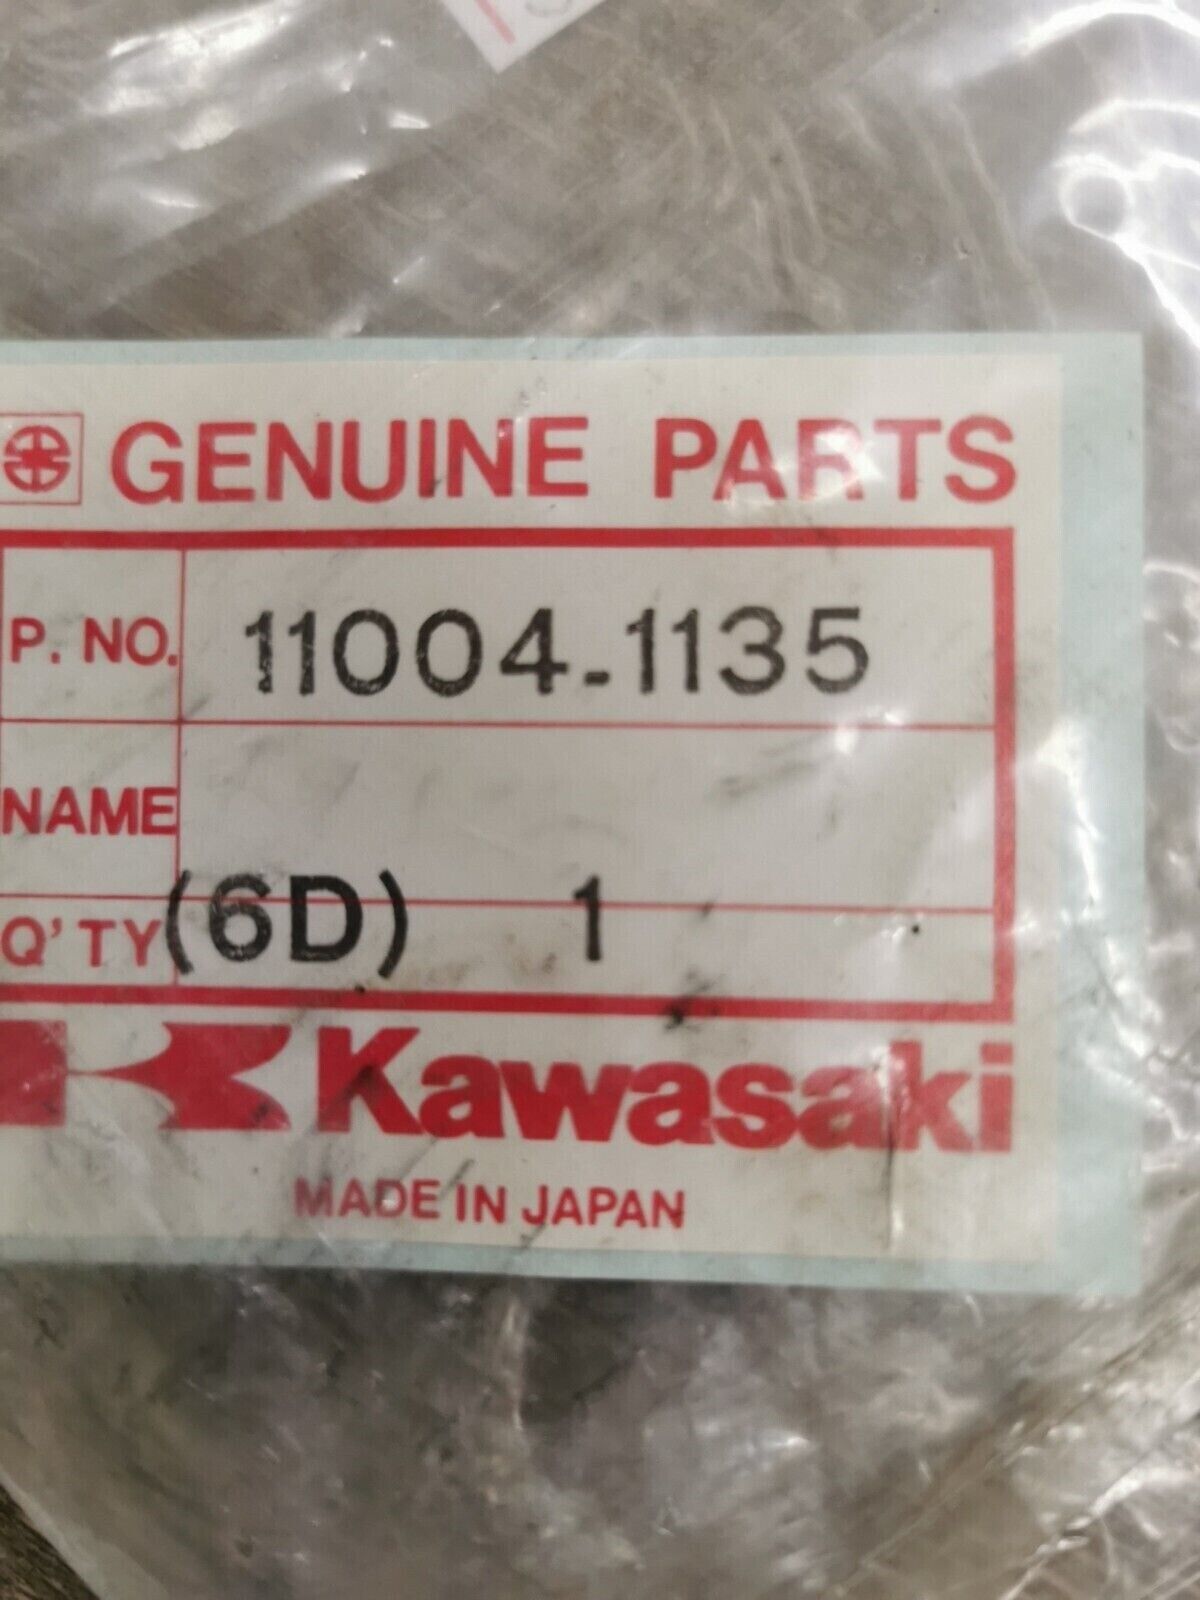 GENUINE PARTS
P. NO. 11004-1135
NAME
Q'TY (6D) 1
Kawasaki
MADE IN JAPAN